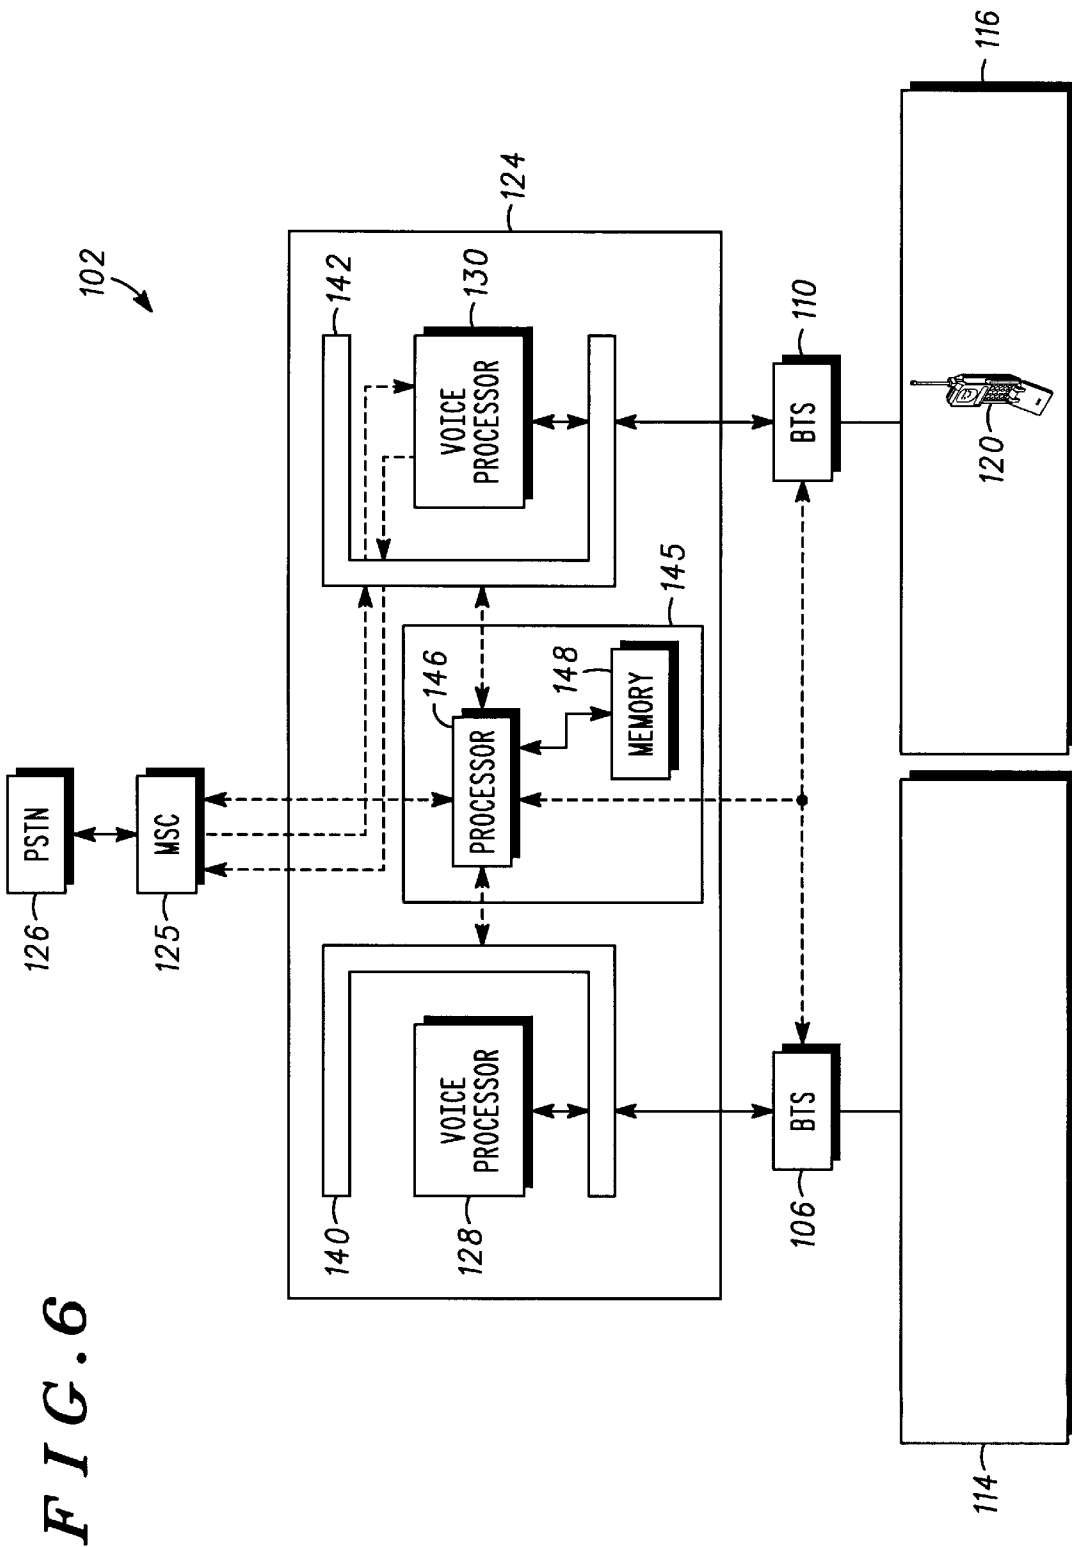 FIG.6
102
PSTN
126
MSC
125
124
142
VOICE
PROCESSOR
130
140
VOICE
PROCESSOR
128
146
PROCESSOR
148
MEMORY
145
BTS
110
BTS
106
116
120
114